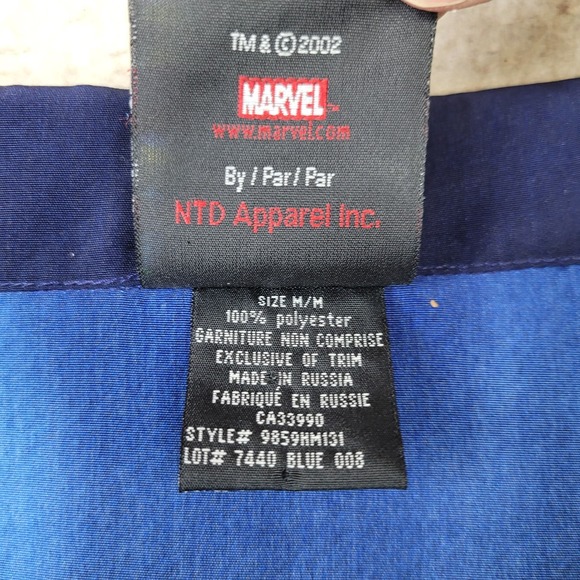 TM & ©2002
MARVEL
www.marvel.com
By / Par / Par
NTD Apparel Inc.
SIZE M/M
100% polyester
GARNITURE NON COMPRISE
EXCLUSIVE OF TRIM
MADE IN RUSSIA
FABRIQUÉ EN RUSSIE
CA33990
STYLE# 9859HM131
LOT# 7440 BLUE 008